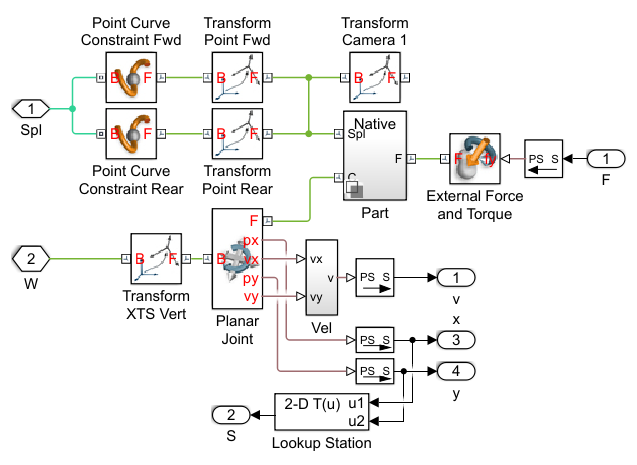 Point Curve
Constraint Fwd
Transform
Point Fwd
Transform
Camera 1
B F
B F
B F
1
Spl
B F
B F
Native
Spl
F
C
Part
F
PS S
1
F
Point Curve
Constraint Rear
Transform
Point Rear
External Force
and Torque
2
W
B F
Transform
XTS Vert
B
F
px
vx
py
vy
Planar
Joint
vx
vy
v
Vel
PS S
1
v
PS S
x
3
PS S
4
y
2-D T(u)
u1
u2
Lookup Station
2
S